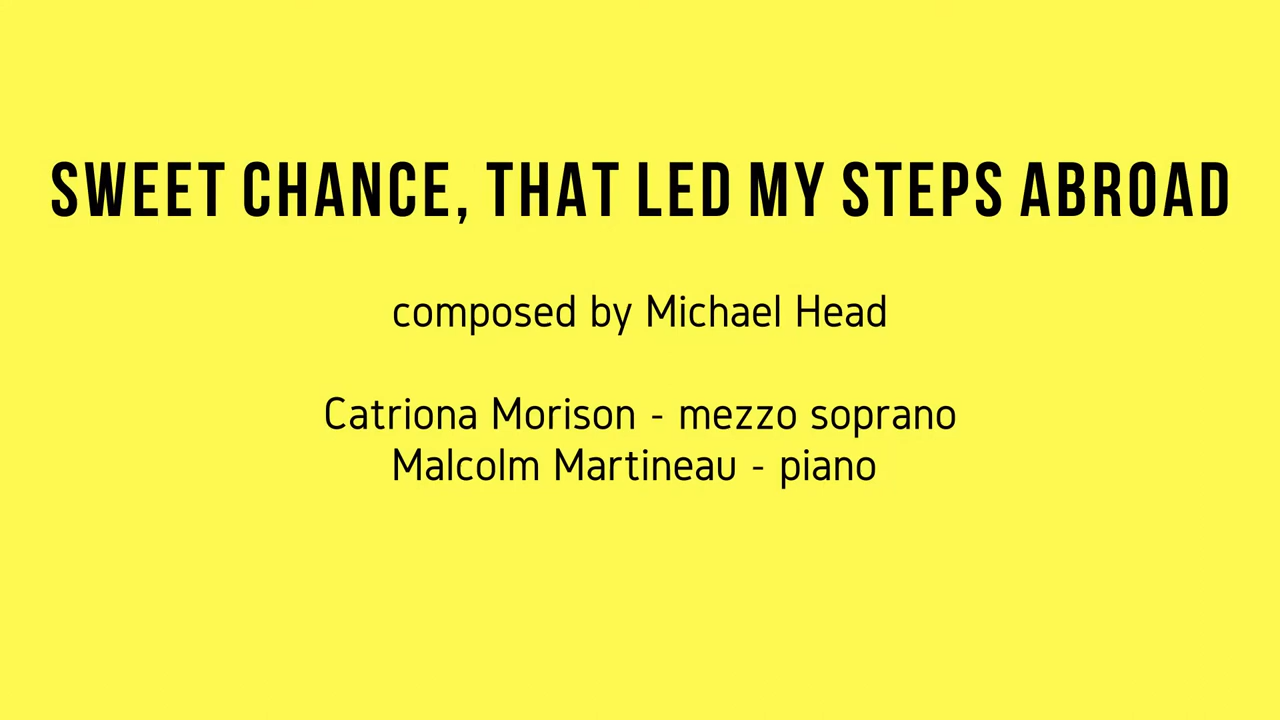 SWEET CHANCE, THAT LED MY STEPS ABROAD
composed by Michael Head
Catriona Morison - mezzo soprano
Malcolm Martineau - piano